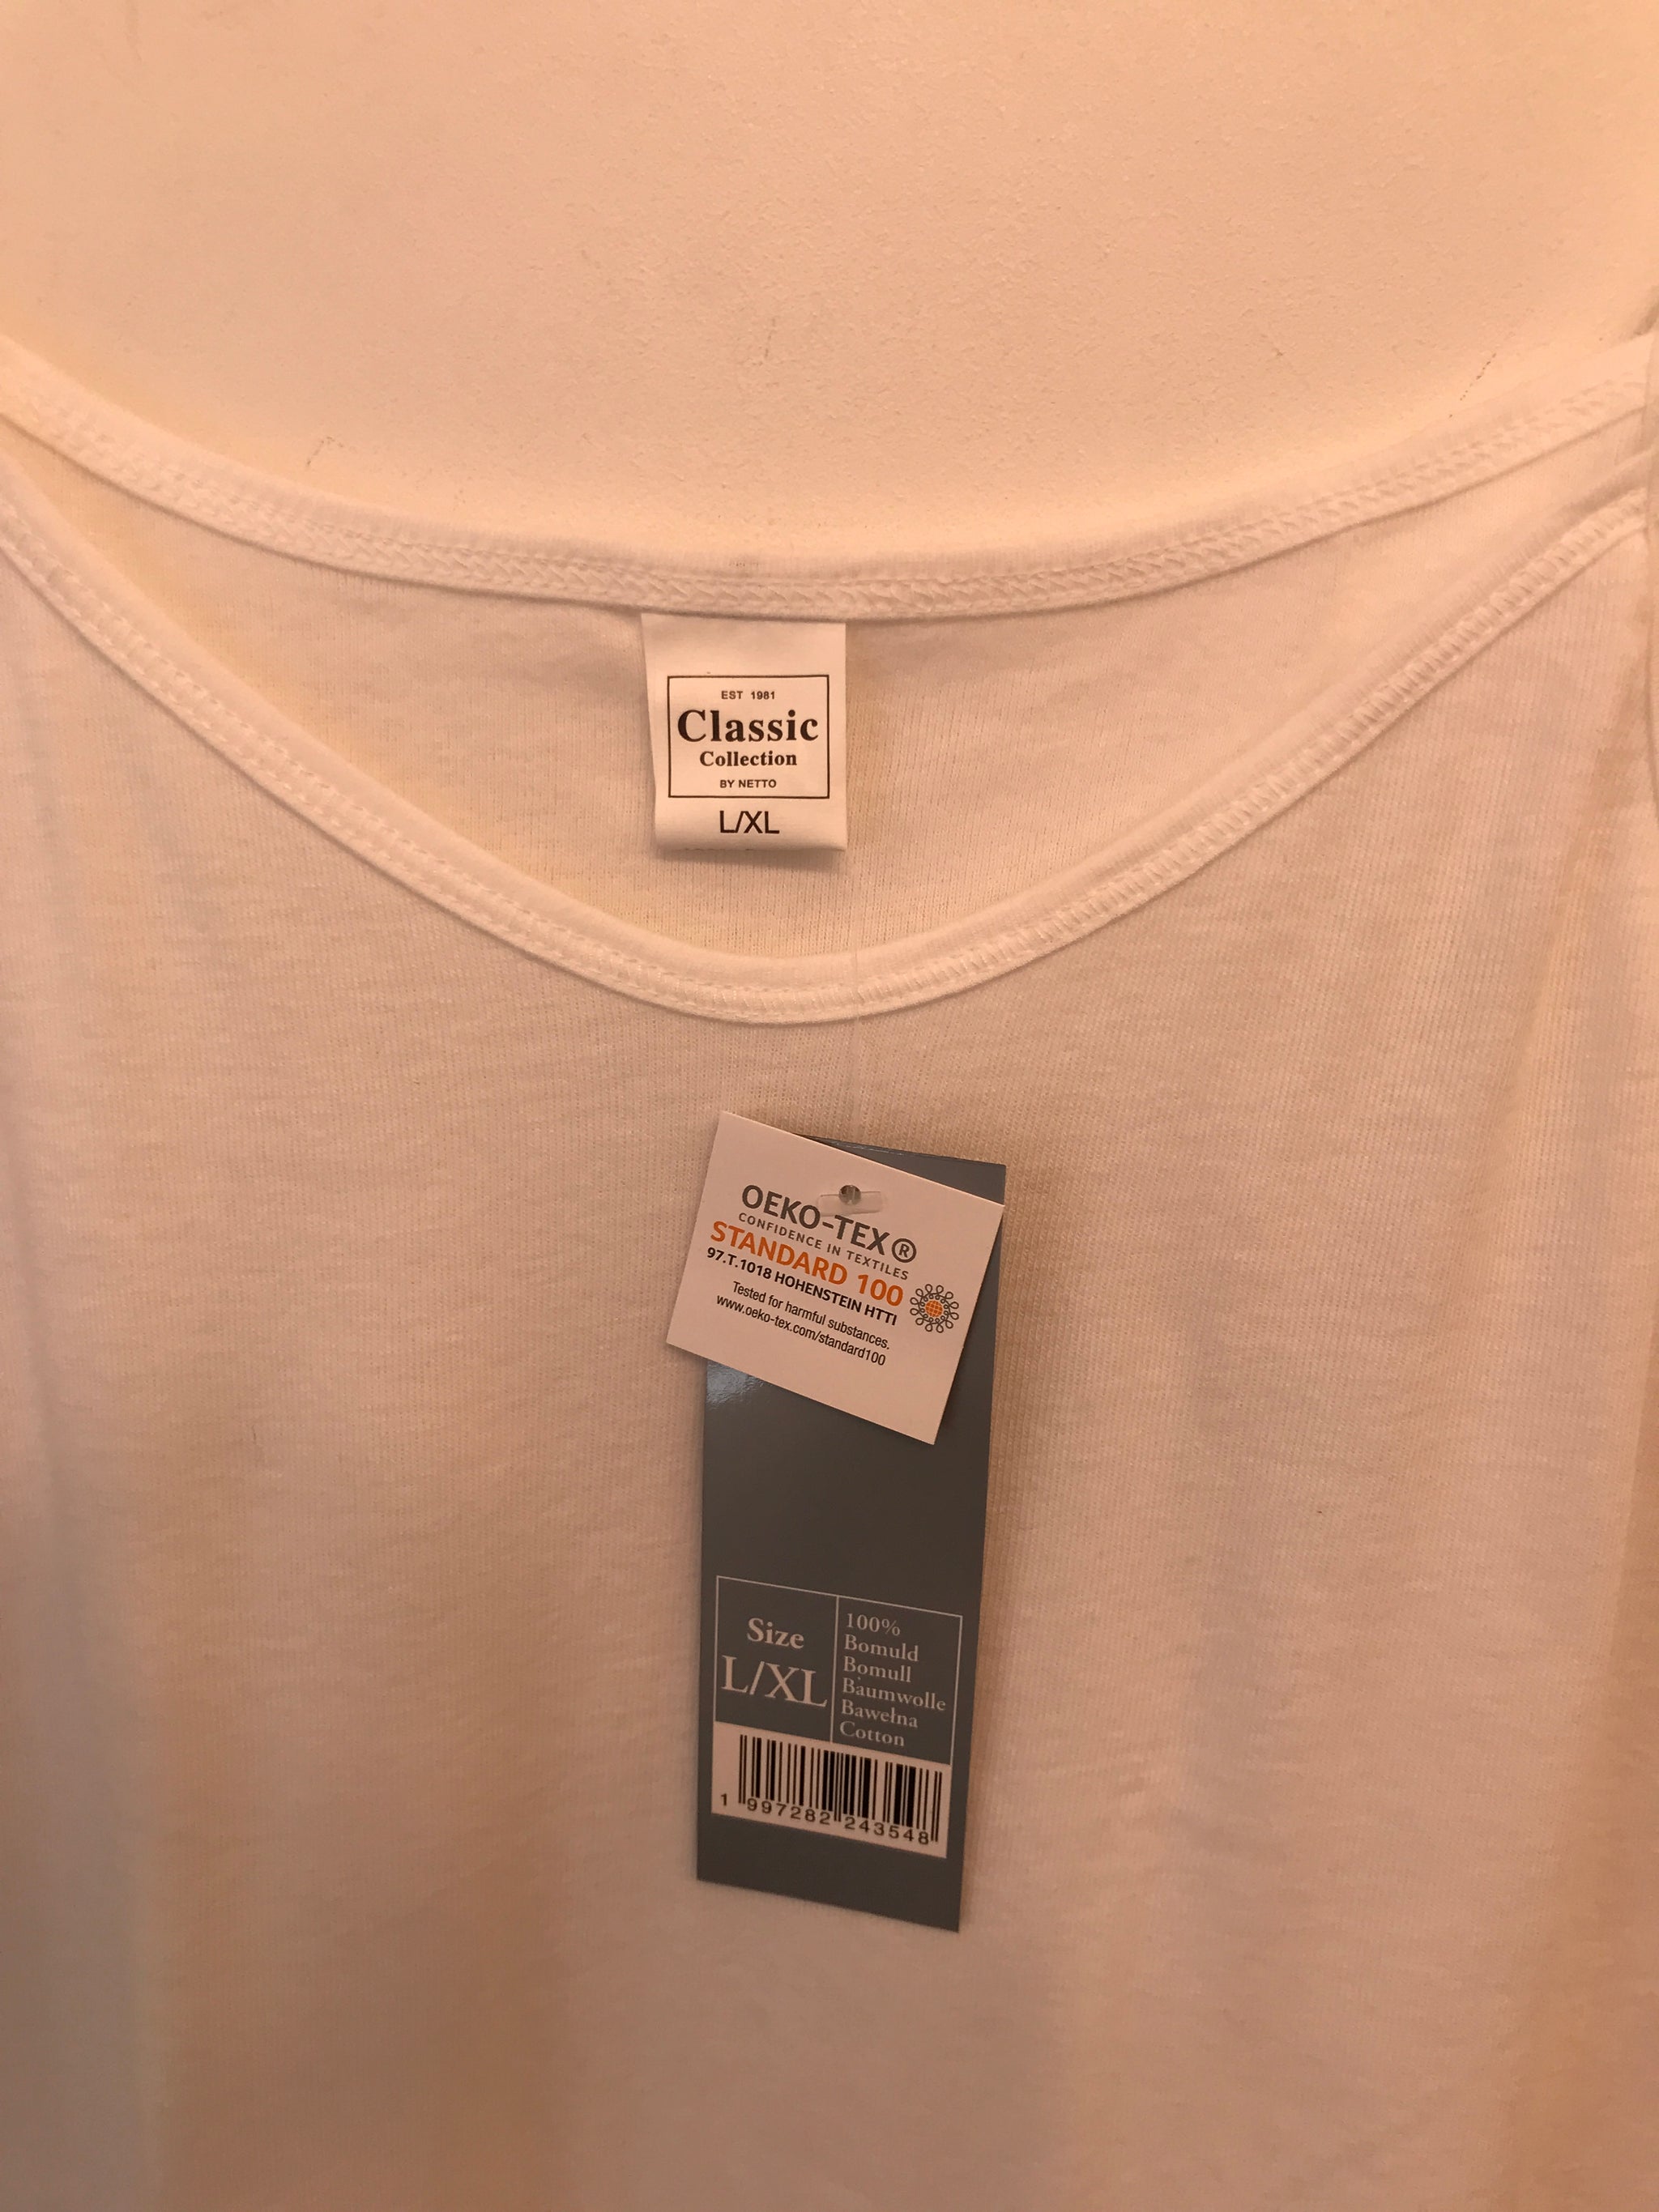 EST 1981
Classic
Collection
BY NETTO
L/XL
OEKO-TEX®
CONFIDENCE IN TEXTILES
STANDARD 100
97.T.1018 HOHENSTEIN HTTI
Tested for harmful substances.
www.oeko-tex.com/standard100
Size
L/XL
100%
Bomuld
Bomull
Baumwolle
Bawełna
Cotton
1 997282 243548